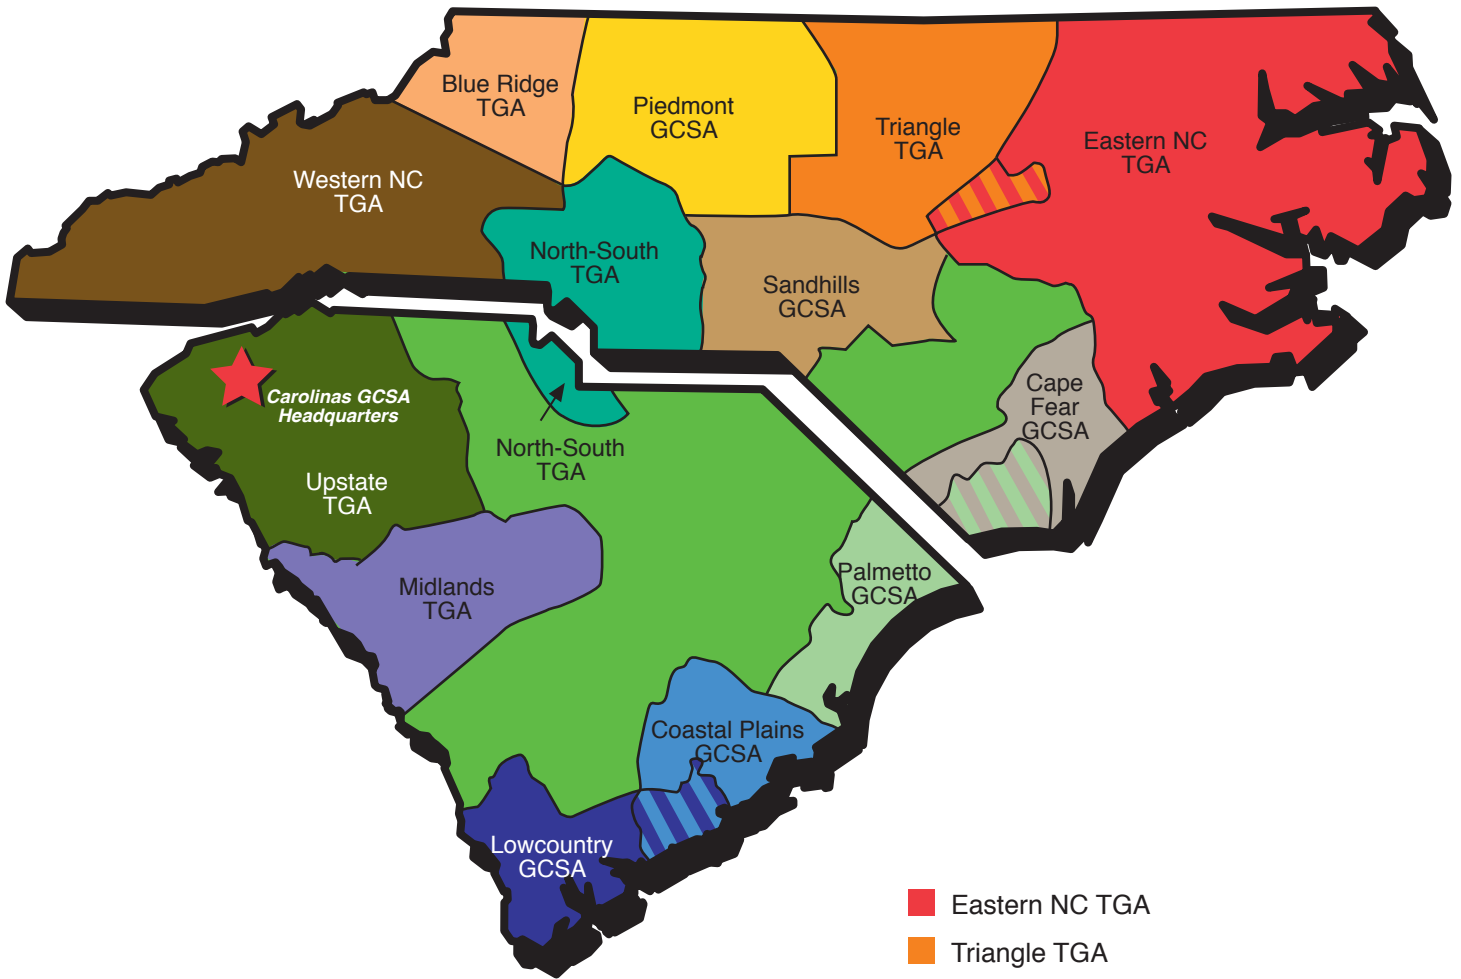 Blue Ridge
TGA
Piedmont
GCSA
Triangle
TGA
Eastern NC
TGA
Western NC
TGA
North-South
TGA
Sandhills
GCSA
Cape
Fear
GCSA
Carolinas GCSA
Headquarters
North-South
TGA
Upstate
TGA
Midlands
TGA
Palmetto
GCSA
Coastal Plains
GCSA
Lowcountry
GCSA
Eastern NC TGA
Triangle TGA